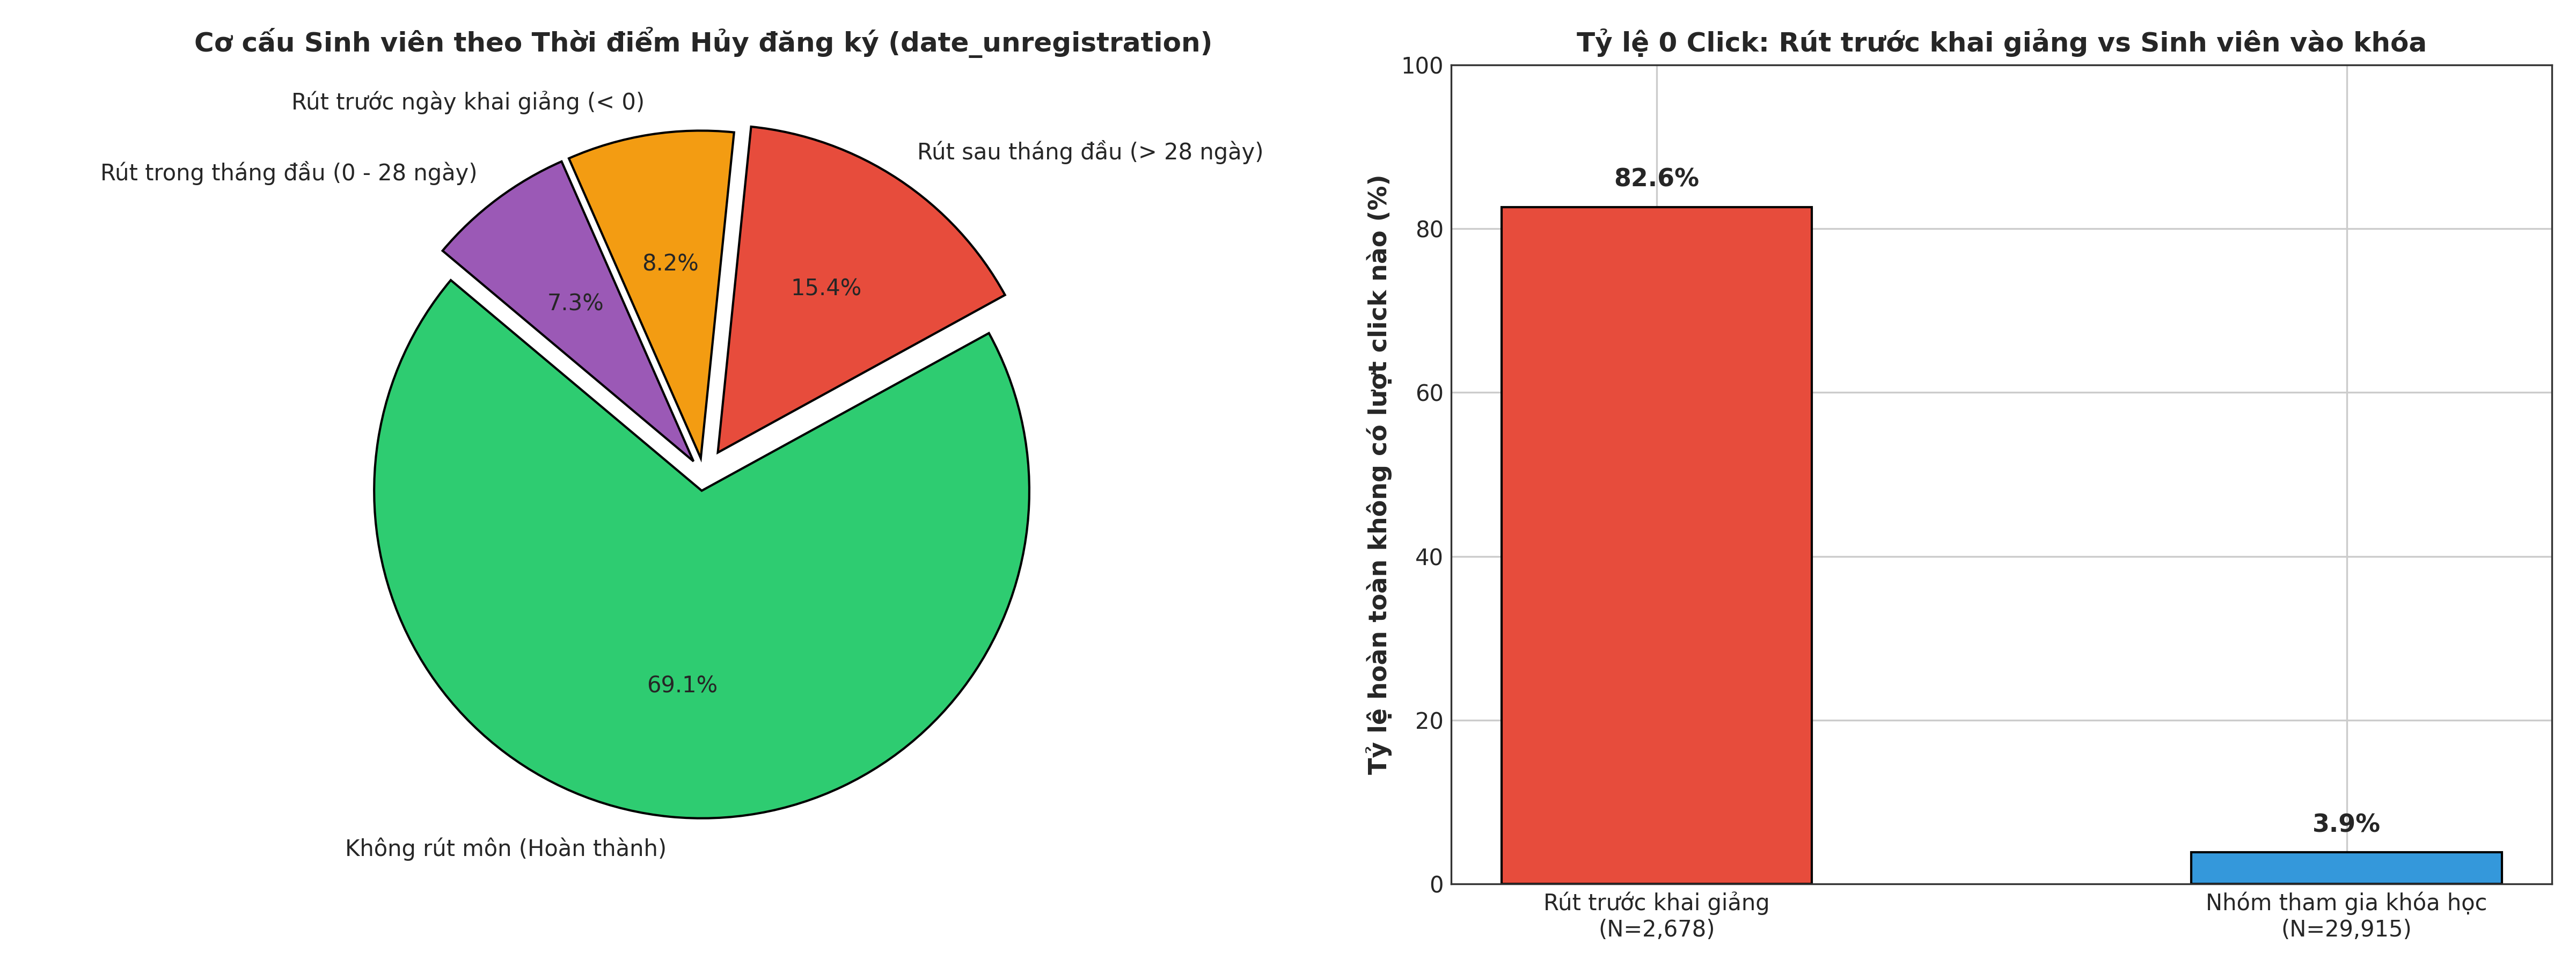 Cơ cấu Sinh viên theo Thời điểm Hủy đăng ký (date_unregistration)
Rút trước ngày khai giảng (< 0)
Rút sau tháng đầu (> 28 ngày)
Rút trong tháng đầu (0 - 28 ngày)
8.2%
15.4%
7.3%
69.1%
Không rút môn (Hoàn thành)
Tỷ lệ 0 Click: Rút trước khai giảng vs Sinh viên vào khóa
Tỷ lệ hoàn toàn không có lượt click nào (%)
100
80
60
40
20
0
82.6%
3.9%
Rút trước khai giảng
(N=2,678)
Nhóm tham gia khóa học
(N=29,915)